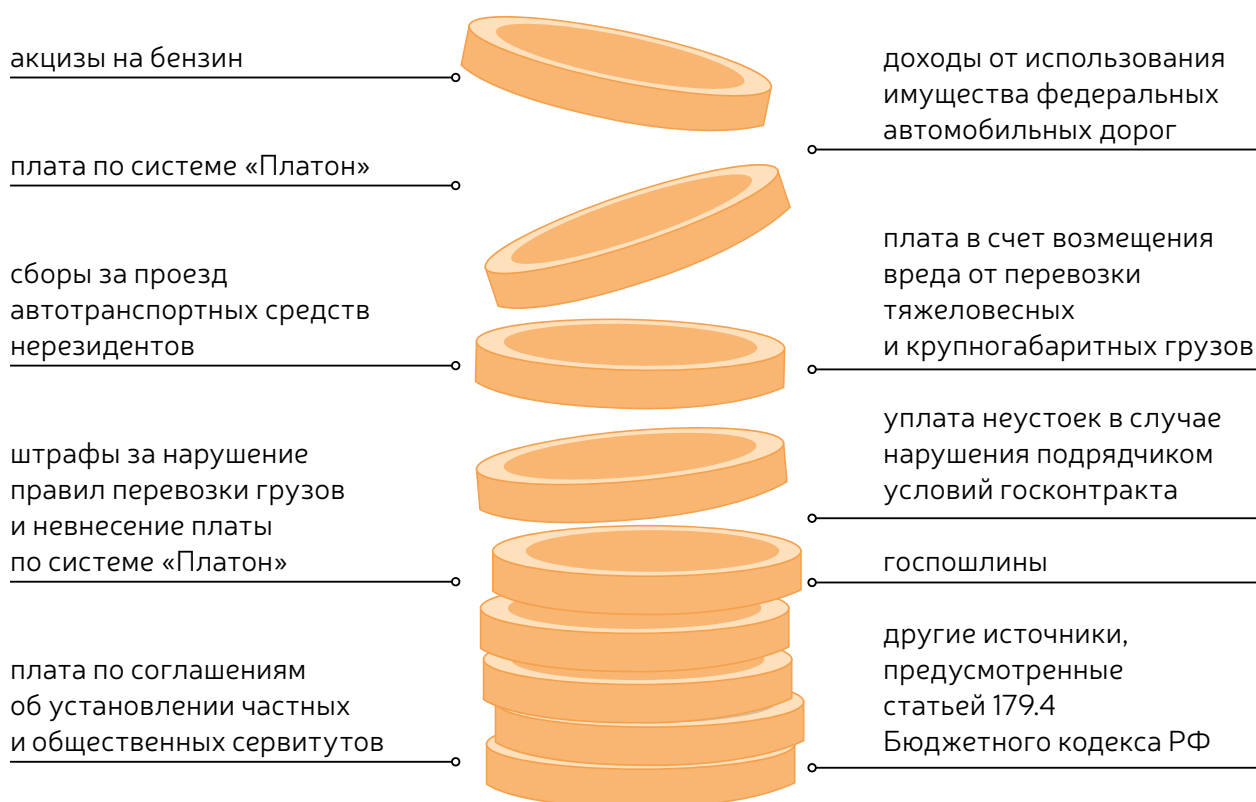 акцизы на бензин
плата по системе «Платон»
сборы за проезд
автотранспортных средств
нерезидентов
штрафы за нарушение
правил перевозки грузов
и невнесение платы
по системе «Платон»
плата по соглашениям
об установлении частных
и общественных сервитутов
доходы от использования
имущества федеральных
автомобильных дорог
плата в счет возмещения
вреда от перевозки
тяжеловесных
и крупногабаритных грузов
уплата неустоек в случае
нарушения подрядчиком
условий госконтракта
госпошлины
другие источники,
предусмотренные
статьей 179.4
Бюджетного кодекса РФ